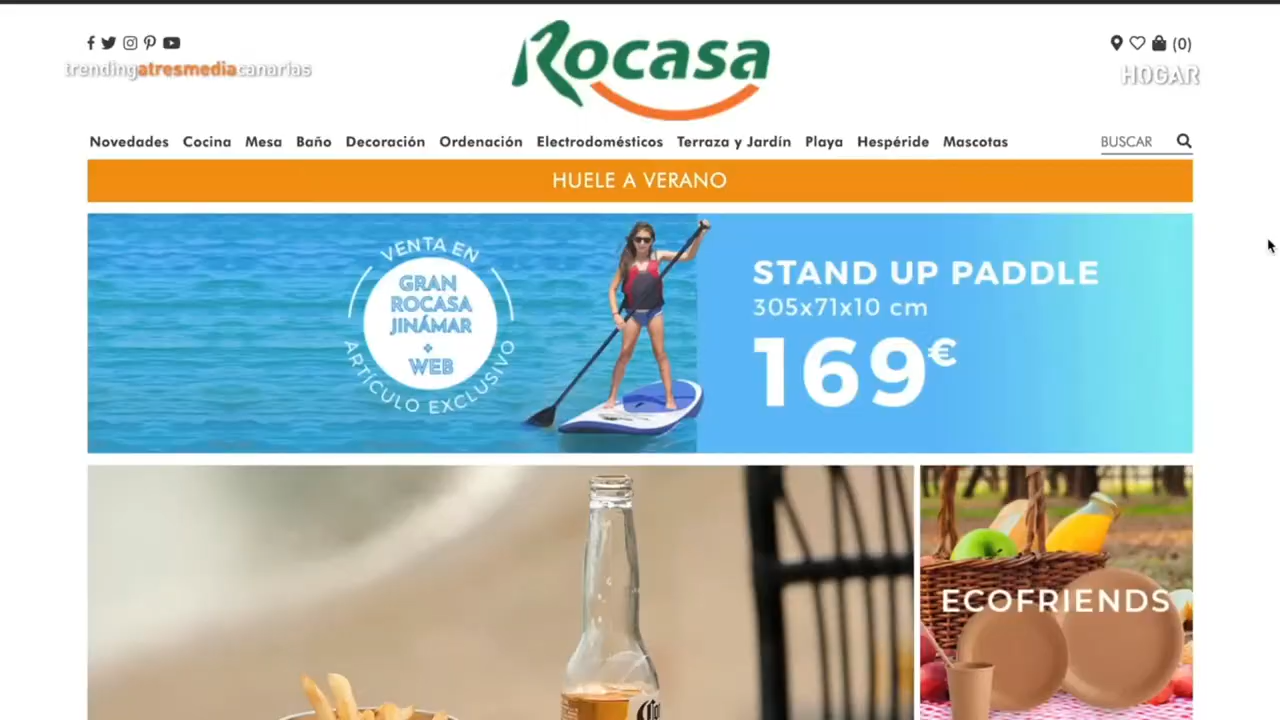 trendingatresmediacanarias
Rocasa
(0)
HOGAR
Novedades Cocina Mesa Baño Decoración Ordenación Electrodomésticos Terraza y Jardín Playa Hespéride Mascotas
BUSCAR
HUELE A VERANO
VENTA EN
GRAN
ROCASA
JINÁMAR
+
WEB
ARTÍCULO EXCLUSIVO
STAND UP PADDLE
305x71x10 cm
169€
ECOFRIENDS